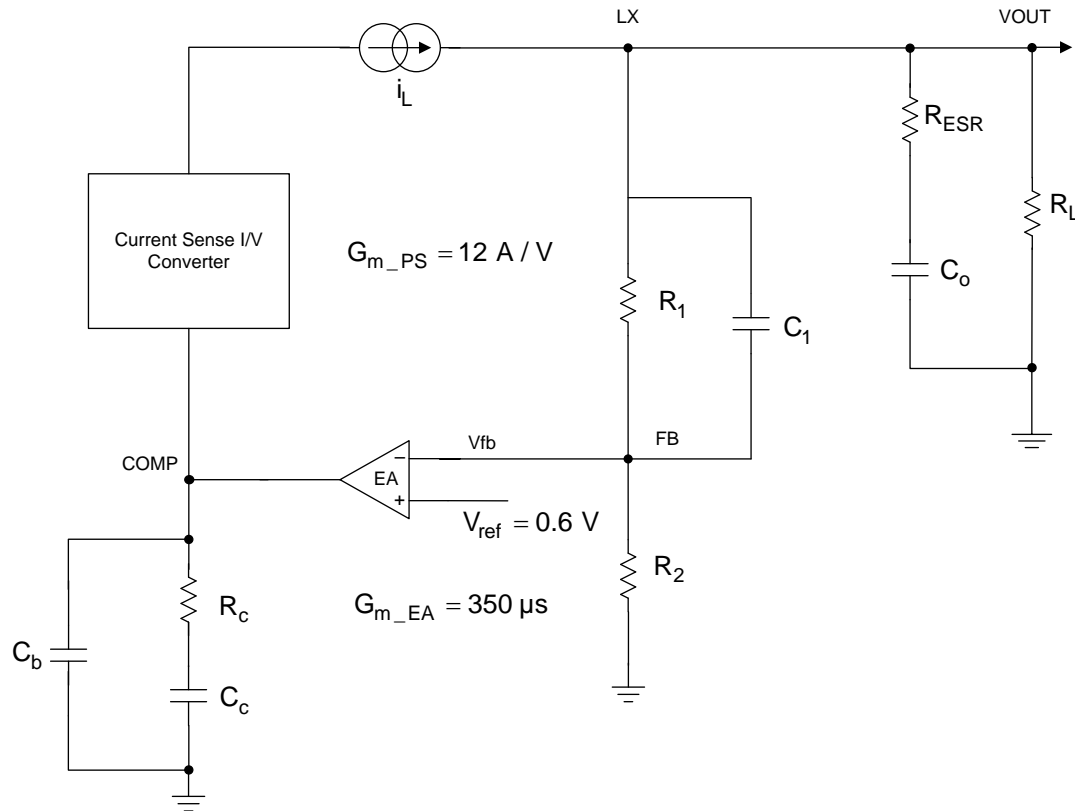 LX
VOUT
i_L
R_ESR
R_L
Current Sense I/V
Converter
G_m_PS = 12 A / V
C_o
R_1
C_1
Vfb
FB
COMP
EA
−
+
V_ref = 0.6 V
R_2
G_m_EA = 350 µs
R_c
C_b
C_c